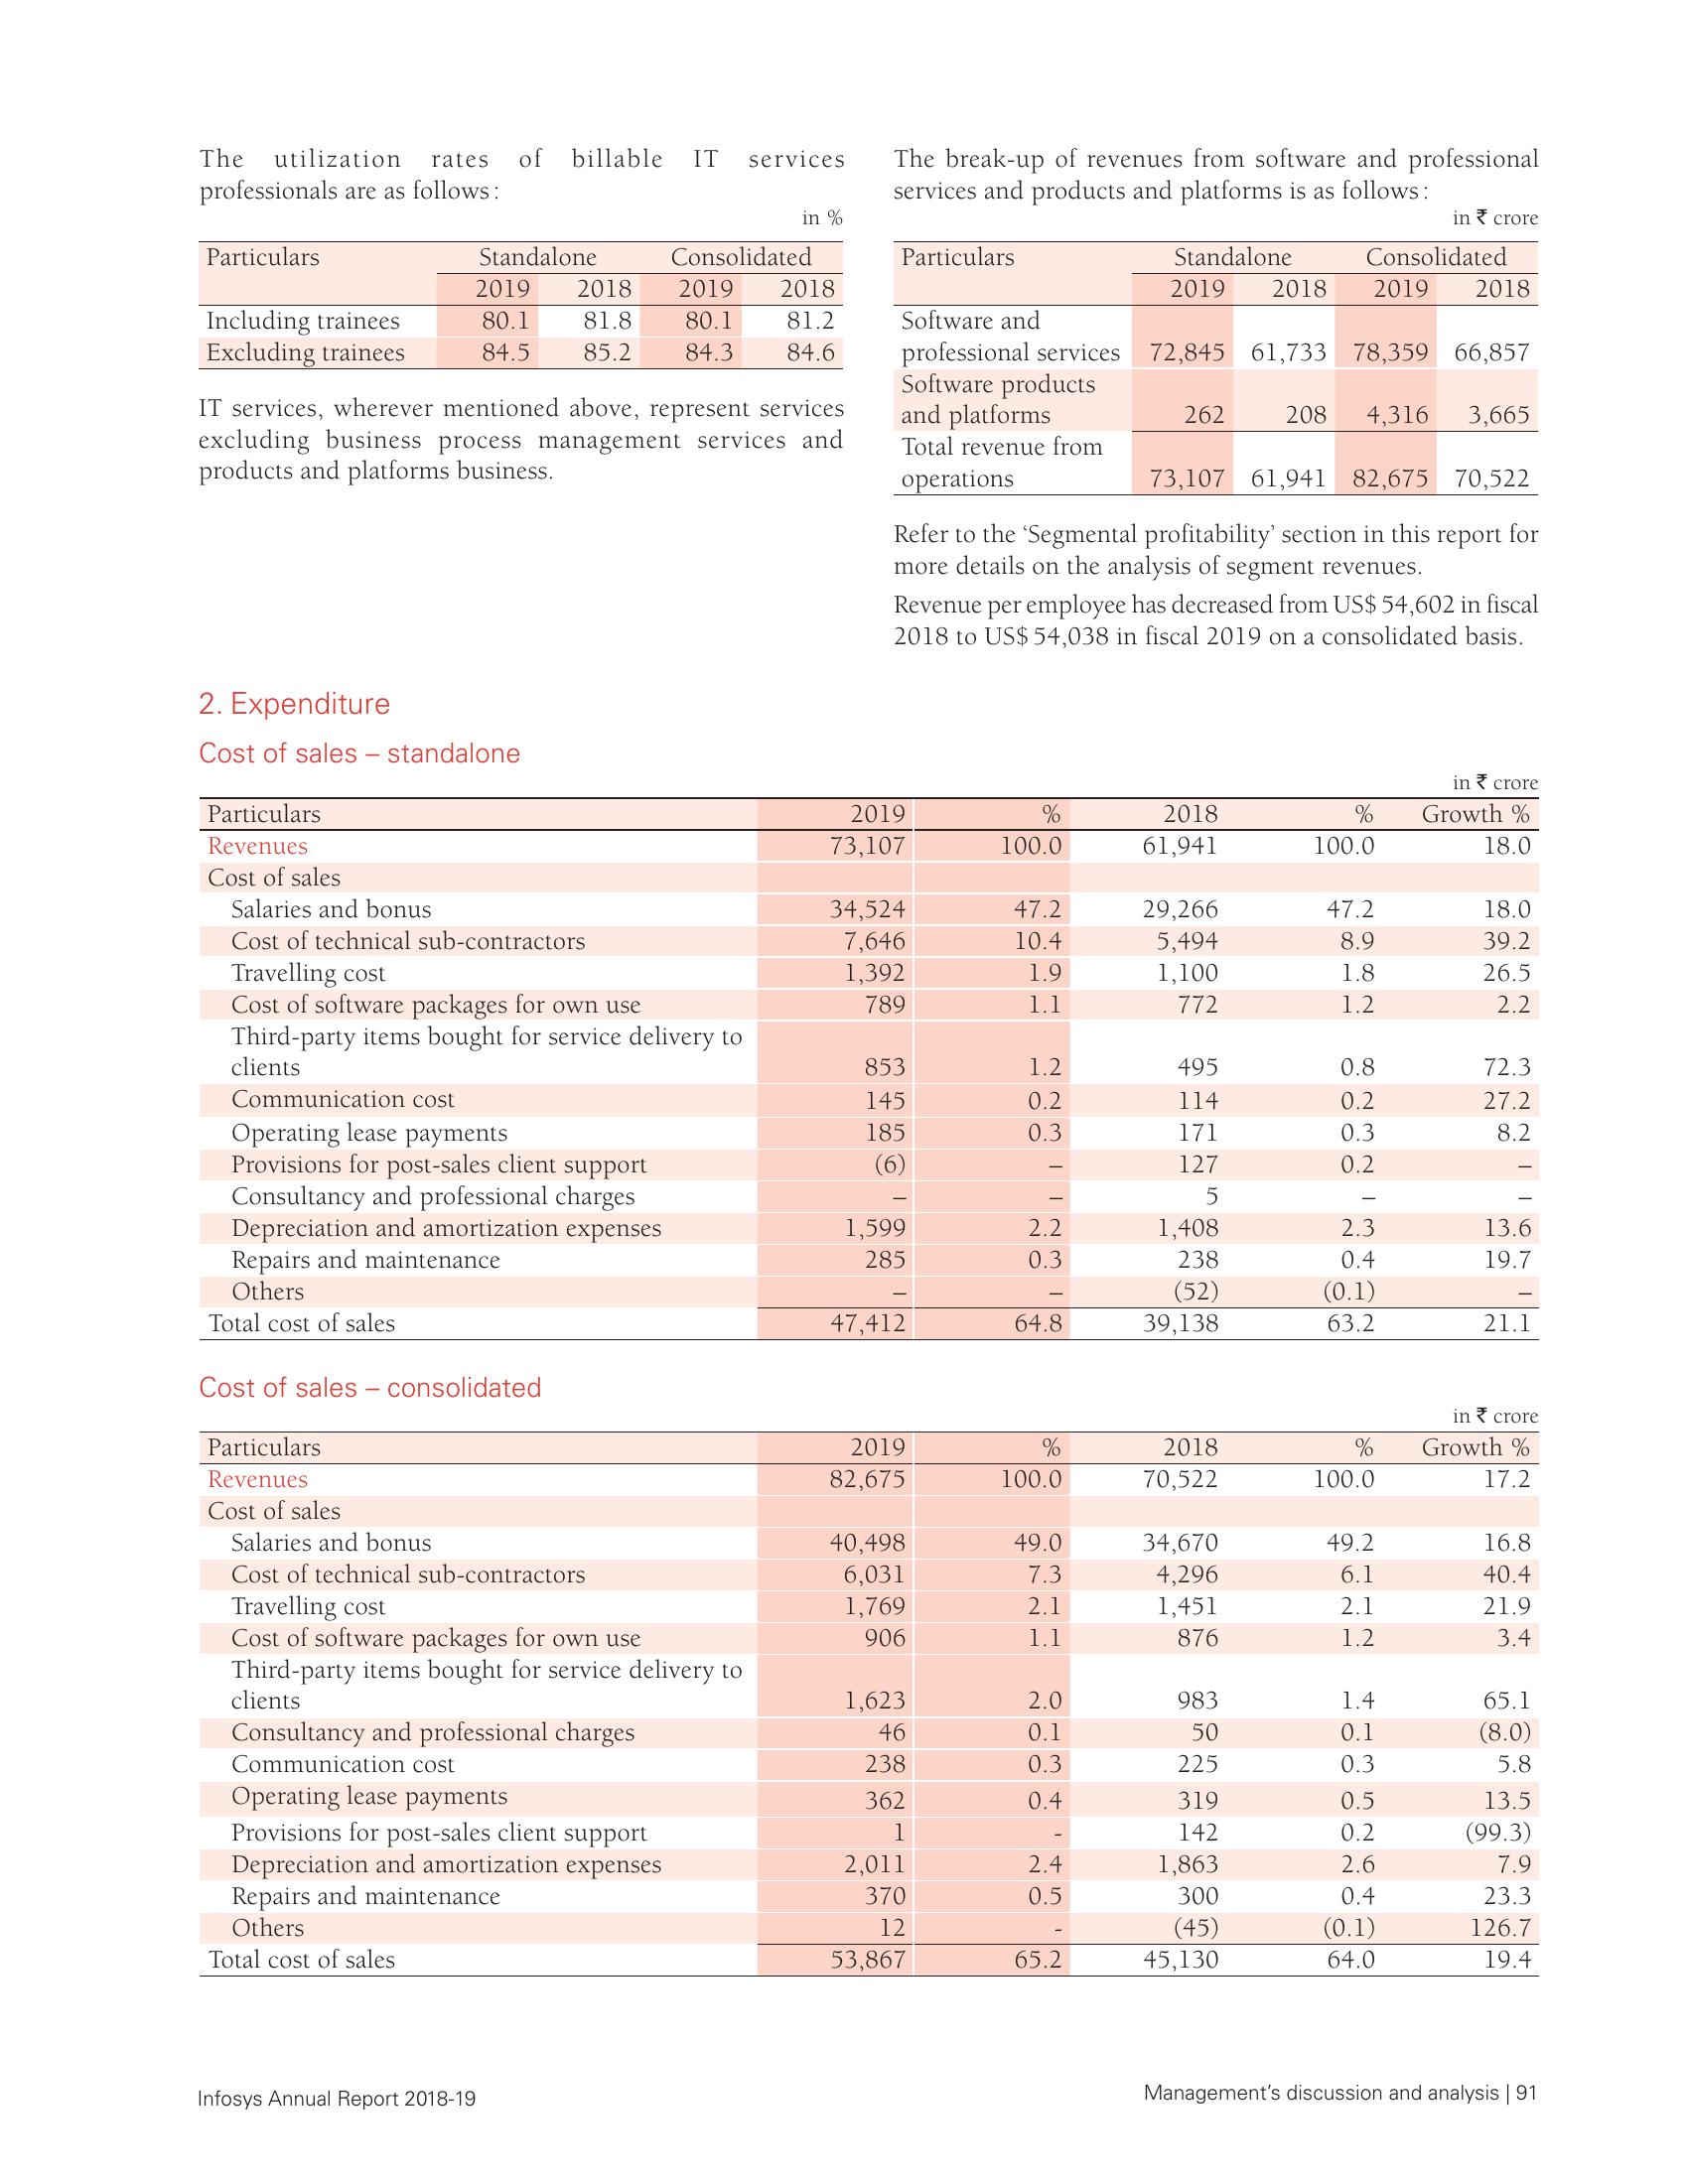 The utilization rates of billable IT services
professionals are as follows:
in %
Particulars Standalone Consolidated
2019 2018 2019 2018
Including trainees 80.1 81.8 80.1 81.2
Excluding trainees 84.5 85.2 84.3 84.6
IT services, wherever mentioned above, represent services
excluding business process management services and
products and platforms business.
The break-up of revenues from software and professional
services and products and platforms is as follows:
in ₹ crore
Particulars Standalone Consolidated
2019 2018 2019 2018
Software and
professional services 72,845 61,733 78,359 66,857
Software products
and platforms 262 208 4,316 3,665
Total revenue from
operations 73,107 61,941 82,675 70,522
Refer to the ‘Segmental profitability’ section in this report for
more details on the analysis of segment revenues.
Revenue per employee has decreased from US$ 54,602 in fiscal
2018 to US$ 54,038 in fiscal 2019 on a consolidated basis.
2. Expenditure
Cost of sales – standalone
in ₹ crore
Particulars 2019 % 2018 % Growth %
Revenues 73,107 100.0 61,941 100.0 18.0
Cost of sales
Salaries and bonus 34,524 47.2 29,266 47.2 18.0
Cost of technical sub-contractors 7,646 10.4 5,494 8.9 39.2
Travelling cost 1,392 1.9 1,100 1.8 26.5
Cost of software packages for own use 789 1.1 772 1.2 2.2
Third-party items bought for service delivery to
clients 853 1.2 495 0.8 72.3
Communication cost 145 0.2 114 0.2 27.2
Operating lease payments 185 0.3 171 0.3 8.2
Provisions for post-sales client support (6) – 127 0.2 –
Consultancy and professional charges – – 5 – –
Depreciation and amortization expenses 1,599 2.2 1,408 2.3 13.6
Repairs and maintenance 285 0.3 238 0.4 19.7
Others – – (52) (0.1) –
Total cost of sales 47,412 64.8 39,138 63.2 21.1
Cost of sales – consolidated
in ₹ crore
Particulars 2019 % 2018 % Growth %
Revenues 82,675 100.0 70,522 100.0 17.2
Cost of sales
Salaries and bonus 40,498 49.0 34,670 49.2 16.8
Cost of technical sub-contractors 6,031 7.3 4,296 6.1 40.4
Travelling cost 1,769 2.1 1,451 2.1 21.9
Cost of software packages for own use 906 1.1 876 1.2 3.4
Third-party items bought for service delivery to
clients 1,623 2.0 983 1.4 65.1
Consultancy and professional charges 46 0.1 50 0.1 (8.0)
Communication cost 238 0.3 225 0.3 5.8
Operating lease payments 362 0.4 319 0.5 13.5
Provisions for post-sales client support 1 - 142 0.2 (99.3)
Depreciation and amortization expenses 2,011 2.4 1,863 2.6 7.9
Repairs and maintenance 370 0.5 300 0.4 23.3
Others 12 - (45) (0.1) 126.7
Total cost of sales 53,867 65.2 45,130 64.0 19.4
Infosys Annual Report 2018-19
Management’s discussion and analysis | 91